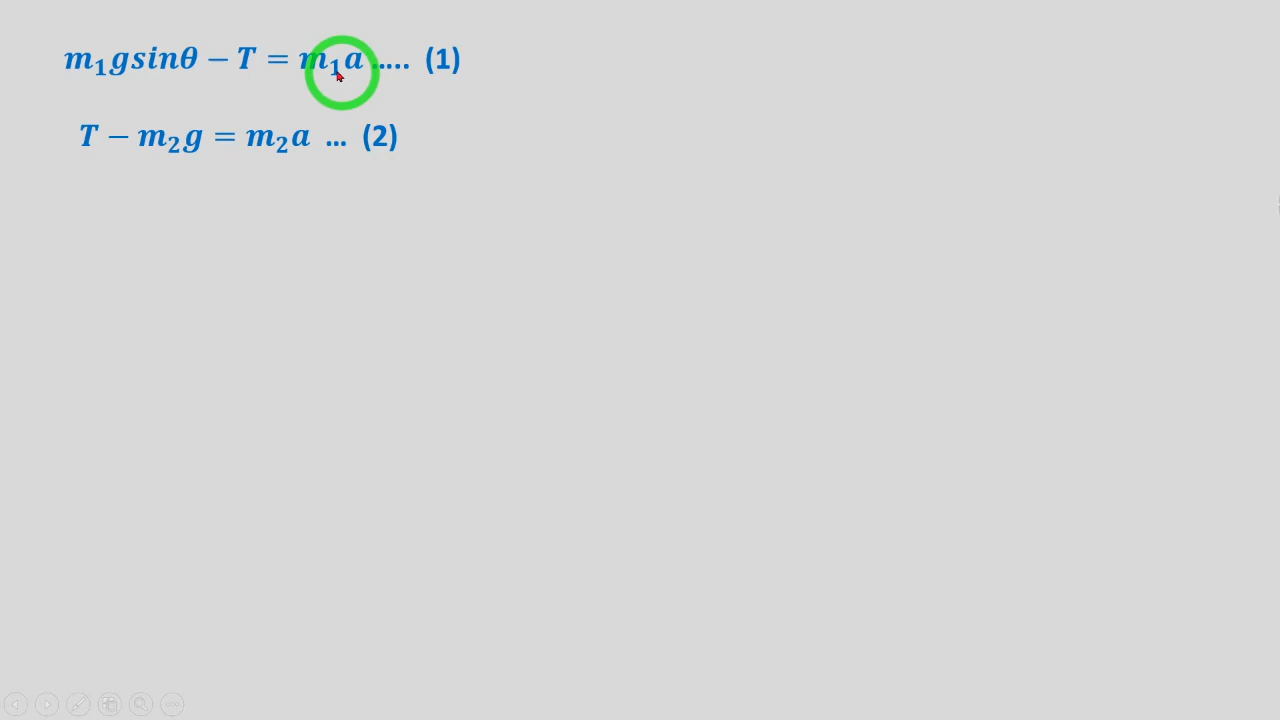 m₁gsinθ − T = m₁a ..... (1)
T − m₂g = m₂a ... (2)